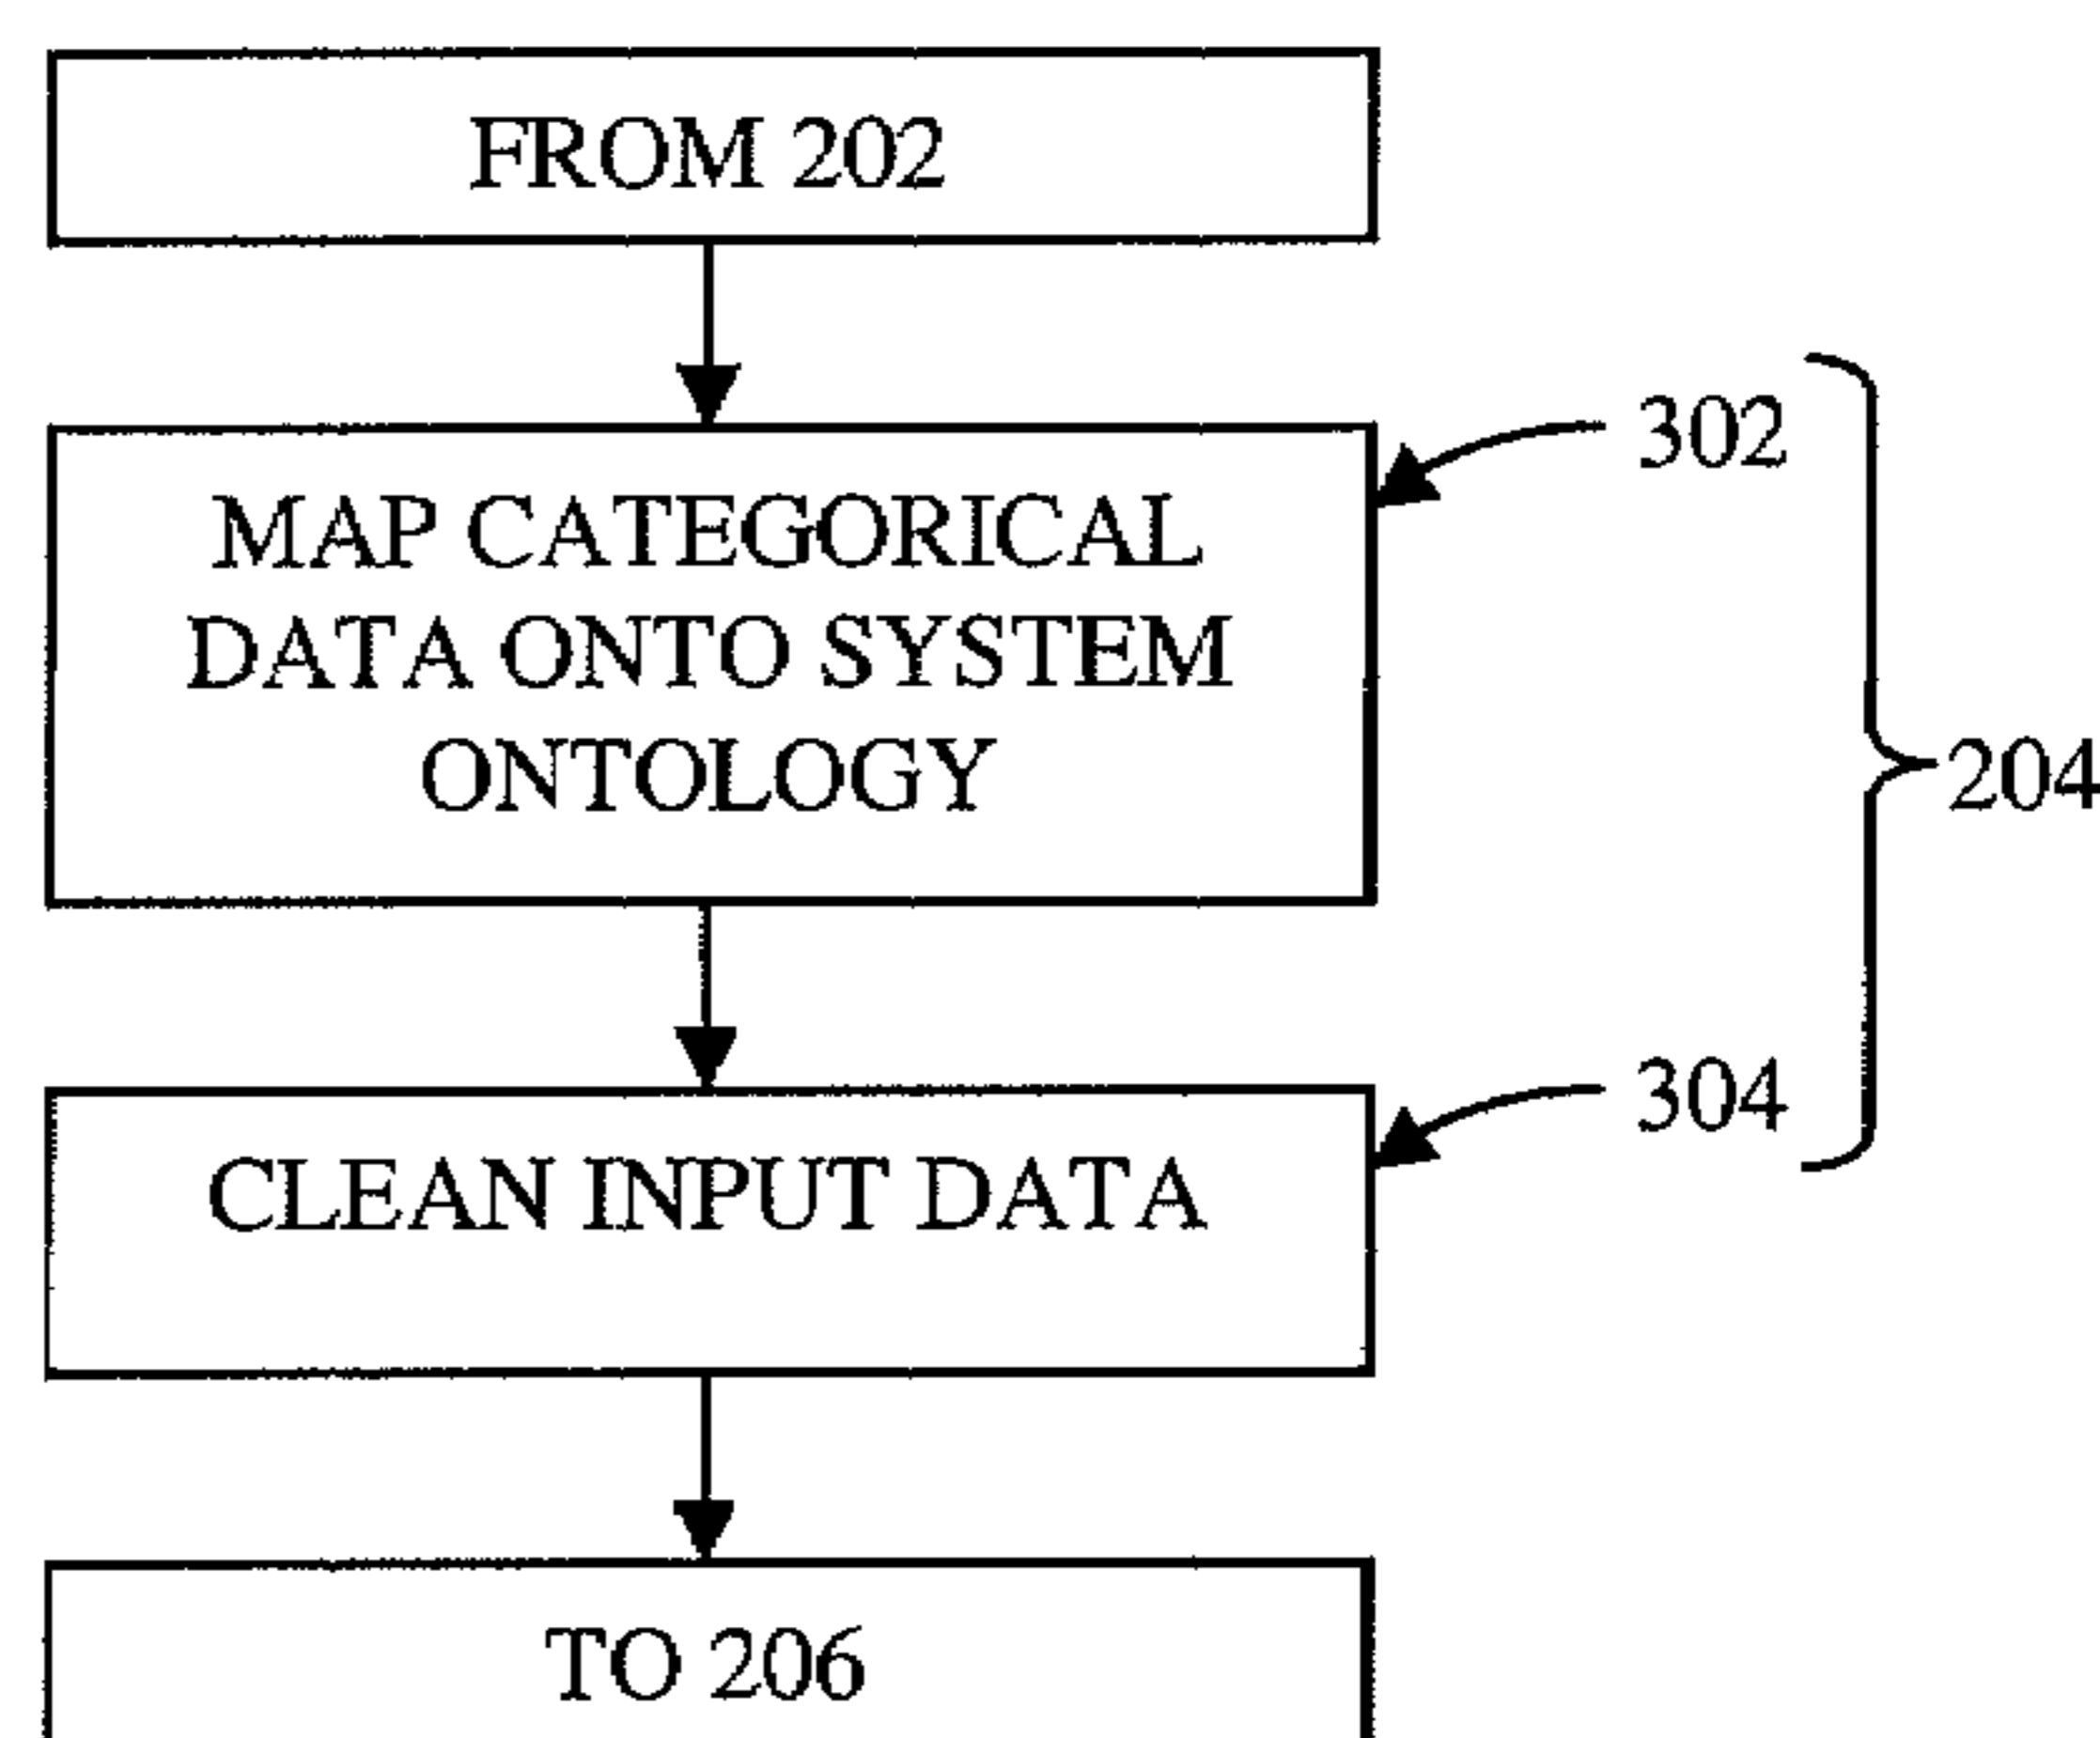 FROM 202
302
MAP CATEGORICAL
DATA ONTO SYSTEM
ONTOLOGY
204
304
CLEAN INPUT DATA
TO 206